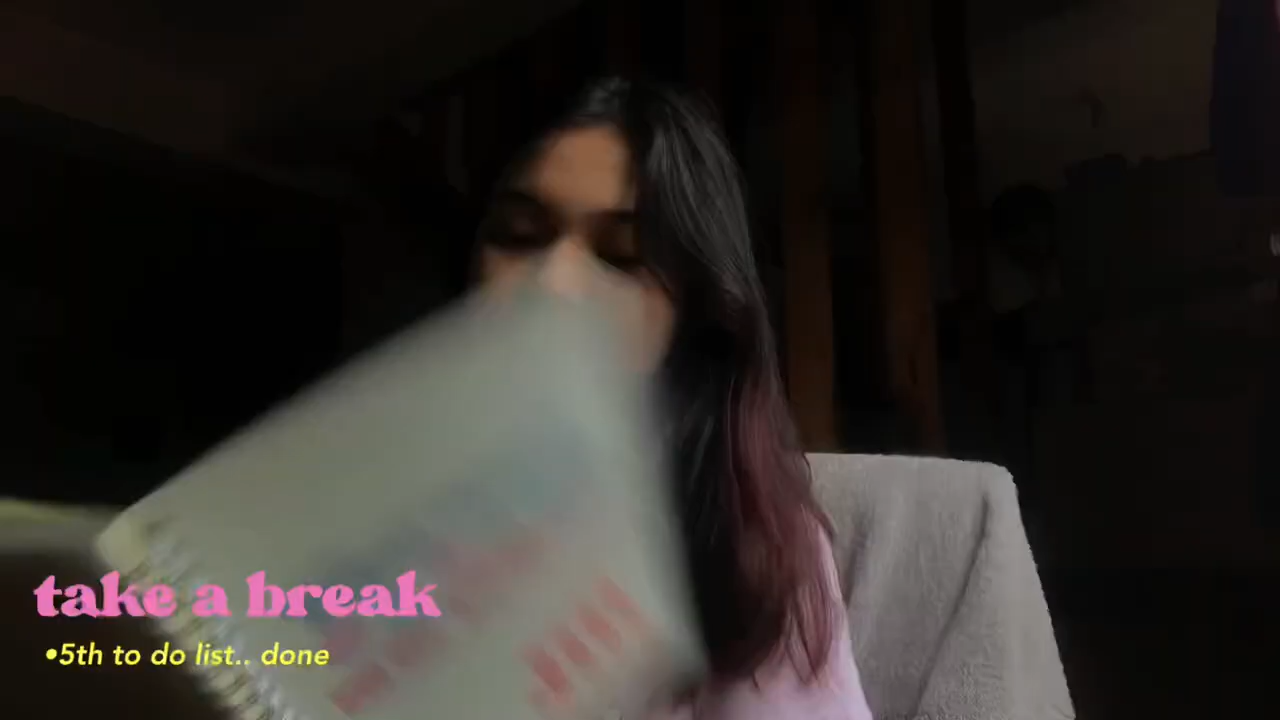 take a break
•5th to do list.. done